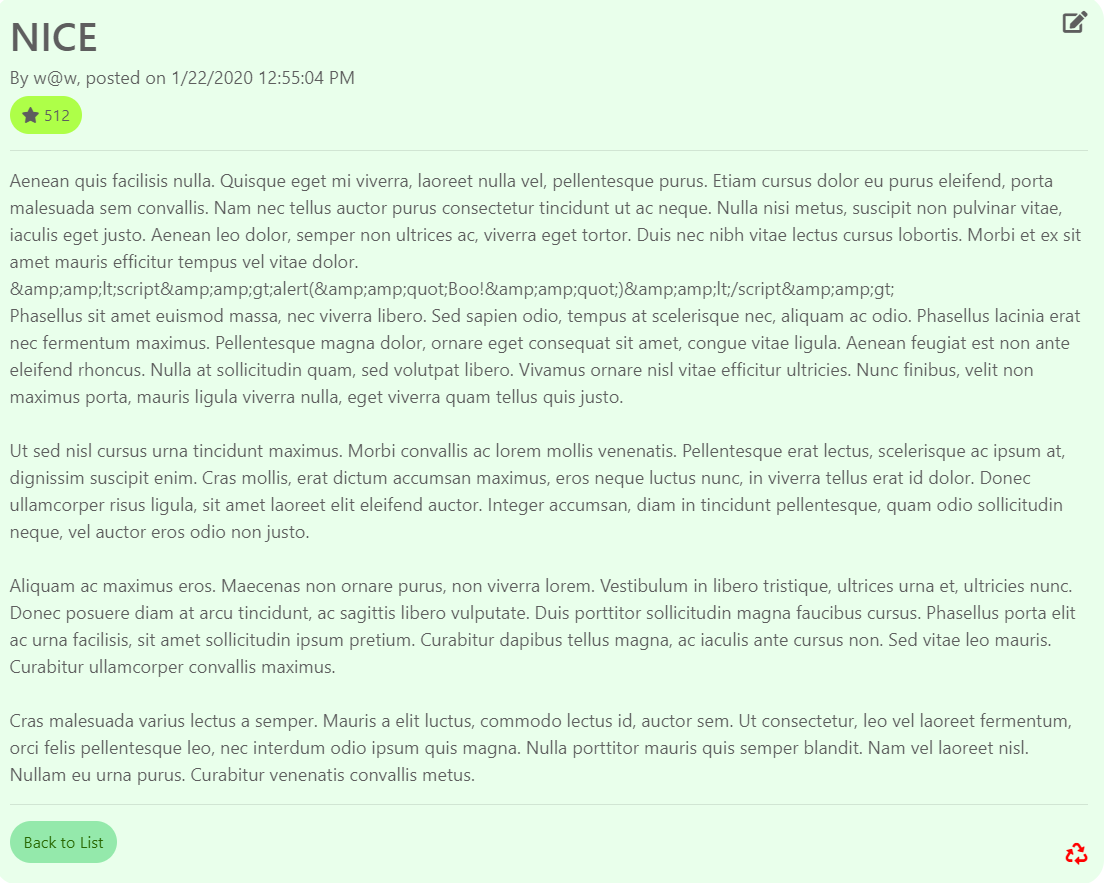 NICE
By w@w, posted on 1/22/2020 12:55:04 PM
512
Aenean quis facilisis nulla. Quisque eget mi viverra, laoreet nulla vel, pellentesque purus. Etiam cursus dolor eu purus eleifend, porta
malesuada sem convallis. Nam nec tellus auctor purus consectetur tincidunt ut ac neque. Nulla nisi metus, suscipit non pulvinar vitae,
iaculis eget justo. Aenean leo dolor, semper non ultrices ac, viverra eget tortor. Duis nec nibh vitae lectus cursus lobortis. Morbi et ex sit
amet mauris efficitur tempus vel vitae dolor.
&amp;amp;lt;script&amp;amp;gt;alert(&amp;amp;quot;Boo!&amp;amp;quot;)&amp;amp;lt;/script&amp;amp;gt;
Phasellus sit amet euismod massa, nec viverra libero. Sed sapien odio, tempus at scelerisque nec, aliquam ac odio. Phasellus lacinia erat
nec fermentum maximus. Pellentesque magna dolor, ornare eget consequat sit amet, congue vitae ligula. Aenean feugiat est non ante
eleifend rhoncus. Nulla at sollicitudin quam, sed volutpat libero. Vivamus ornare nisl vitae efficitur ultricies. Nunc finibus, velit non
maximus porta, mauris ligula viverra nulla, eget viverra quam tellus quis justo.
Ut sed nisl cursus urna tincidunt maximus. Morbi convallis ac lorem mollis venenatis. Pellentesque erat lectus, scelerisque ac ipsum at,
dignissim suscipit enim. Cras mollis, erat dictum accumsan maximus, eros neque luctus nunc, in viverra tellus erat id dolor. Donec
ullamcorper risus ligula, sit amet laoreet elit eleifend auctor. Integer accumsan, diam in tincidunt pellentesque, quam odio sollicitudin
neque, vel auctor eros odio non justo.
Aliquam ac maximus eros. Maecenas non ornare purus, non viverra lorem. Vestibulum in libero tristique, ultrices urna et, ultricies nunc.
Donec posuere diam at arcu tincidunt, ac sagittis libero vulputate. Duis porttitor sollicitudin magna faucibus cursus. Phasellus porta elit
ac urna facilisis, sit amet sollicitudin ipsum pretium. Curabitur dapibus tellus magna, ac iaculis ante cursus non. Sed vitae leo mauris.
Curabitur ullamcorper convallis maximus.
Cras malesuada varius lectus a semper. Mauris a elit luctus, commodo lectus id, auctor sem. Ut consectetur, leo vel laoreet fermentum,
orci felis pellentesque leo, nec interdum odio ipsum quis magna. Nulla porttitor mauris quis semper blandit. Nam vel laoreet nisl.
Nullam eu urna purus. Curabitur venenatis convallis metus.
Back to List